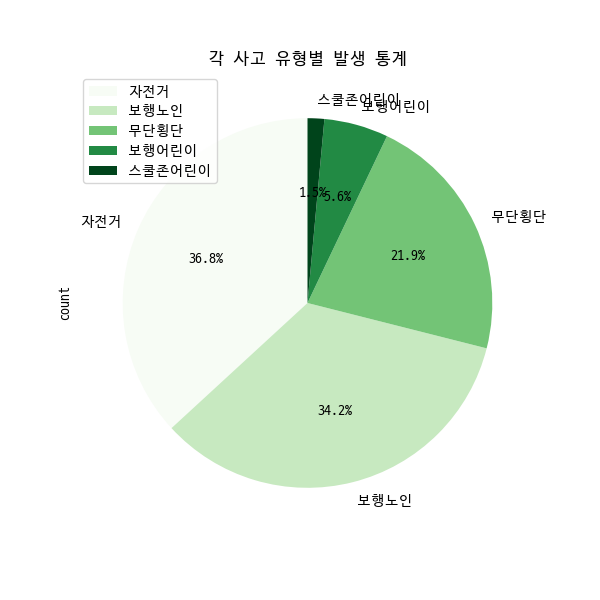 각 사고 유형별 발생 통계
자전거
보행노인
무단횡단
보행어린이
스쿨존어린이
스쿨존어린이
보행어린이
자전거
무단횡단
보행노인
1.5%
5.6%
36.8%
21.9%
34.2%
count